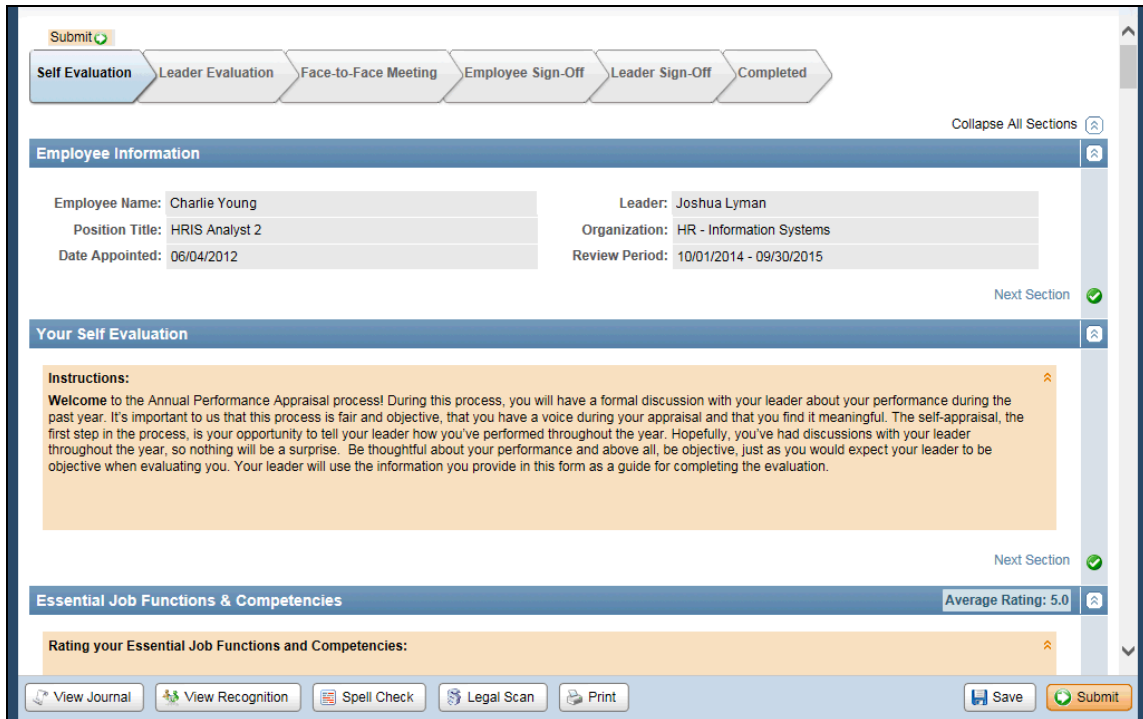 Submit
Self Evaluation Leader Evaluation Face-to-Face Meeting Employee Sign-Off Leader Sign-Off Completed
Collapse All Sections
Employee Information
Employee Name: Charlie Young Leader: Joshua Lyman
Position Title: HRIS Analyst 2 Organization: HR - Information Systems
Date Appointed: 06/04/2012 Review Period: 10/01/2014 - 09/30/2015
Next Section
Your Self Evaluation
Instructions:
Welcome to the Annual Performance Appraisal process! During this process, you will have a formal discussion with your leader about your performance during the
past year. It's important to us that this process is fair and objective, that you have a voice during your appraisal and that you find it meaningful. The self-appraisal, the
first step in the process, is your opportunity to tell your leader how you've performed throughout the year. Hopefully, you've had discussions with your leader
throughout the year, so nothing will be a surprise. Be thoughtful about your performance and above all, be objective, just as you would expect your leader to be
objective when evaluating you. Your leader will use the information you provide in this form as a guide for completing the evaluation.
Next Section
Essential Job Functions & Competencies Average Rating: 5.0
Rating your Essential Job Functions and Competencies:
View Journal View Recognition Spell Check Legal Scan Print Save Submit